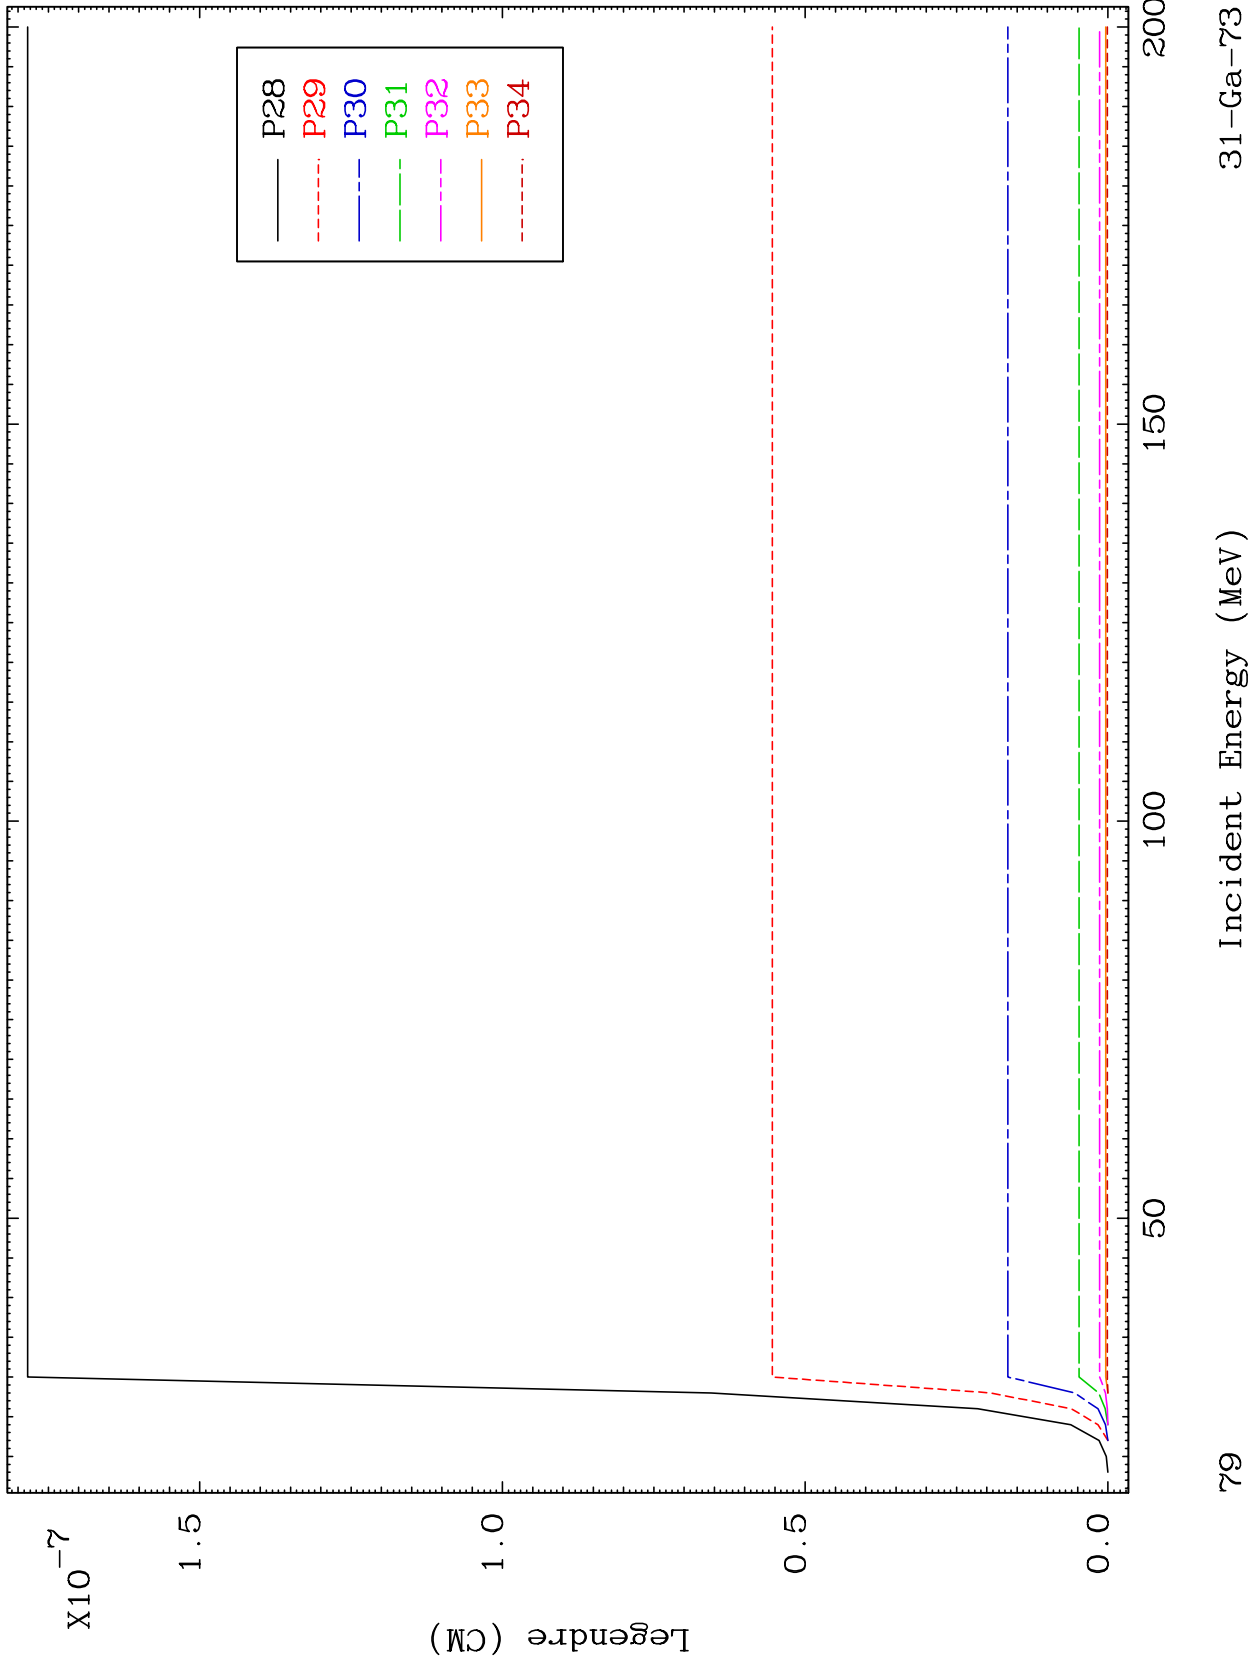 X10-7
1.5
1.0
0.5
0.0
Legendre (CM)
P28
P29
P30
P31
P32
P33
P34
50
100
150
200
Incident Energy (MeV)
79
31-Ga-73